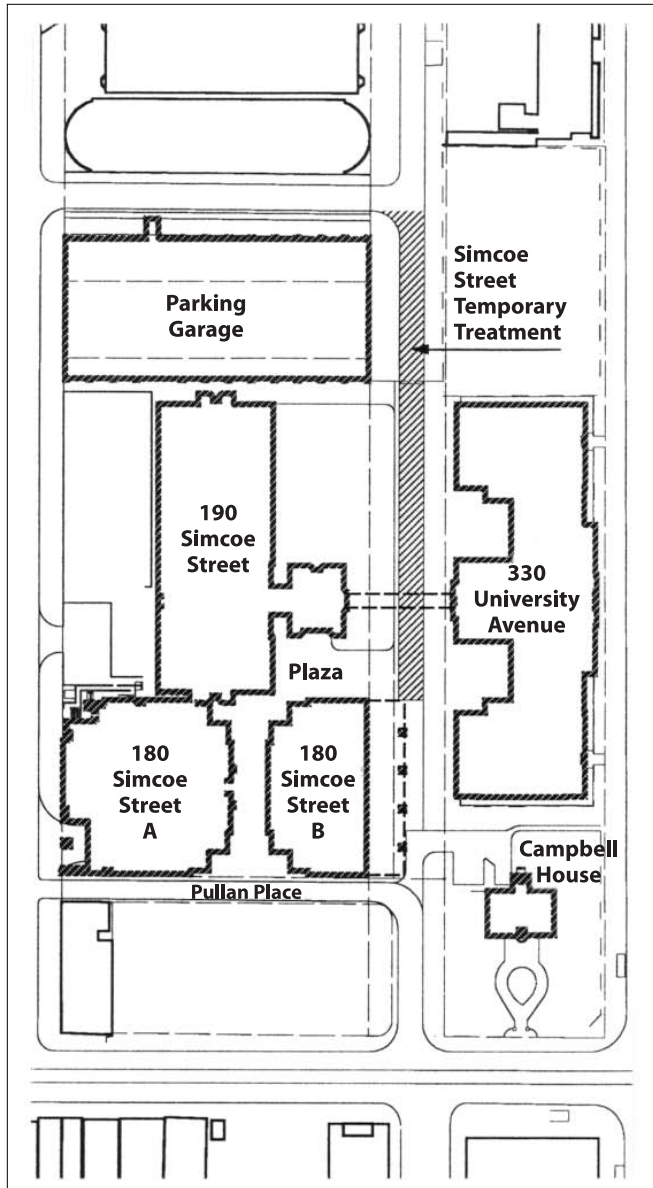 Simcoe
Street
Temporary
Treatment
Parking
Garage
190
Simcoe
Street
330
University
Avenue
Plaza
180
Simcoe
Street
A
180
Simcoe
Street
B
Campbell
House
Pullan Place